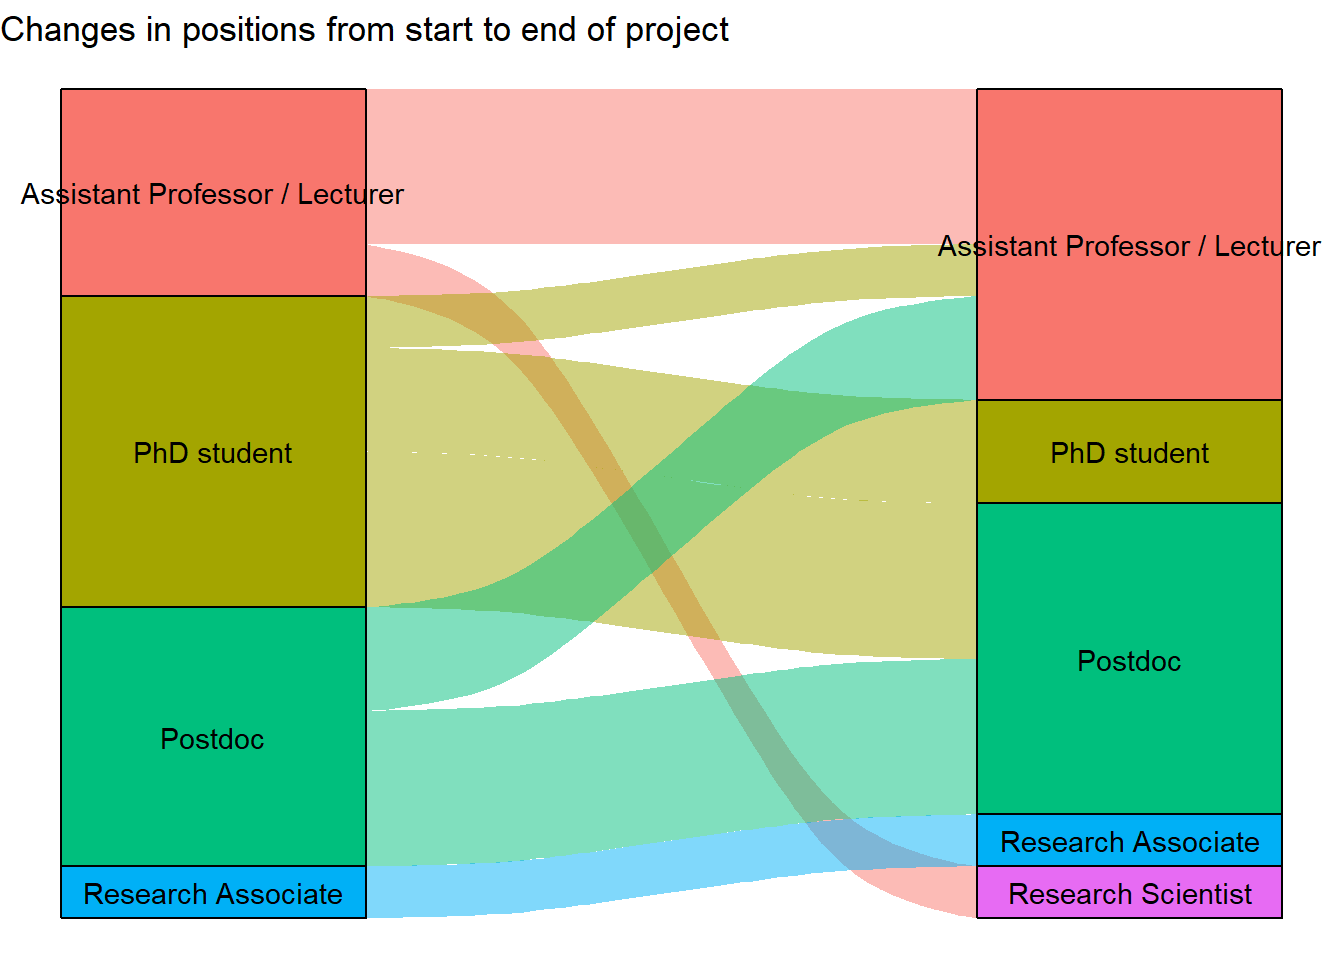 Changes in positions from start to end of project
Assistant Professor / Lecturer
PhD student
Postdoc
Research Associate
Assistant Professor / Lecturer
PhD student
Postdoc
Research Associate
Research Scientist